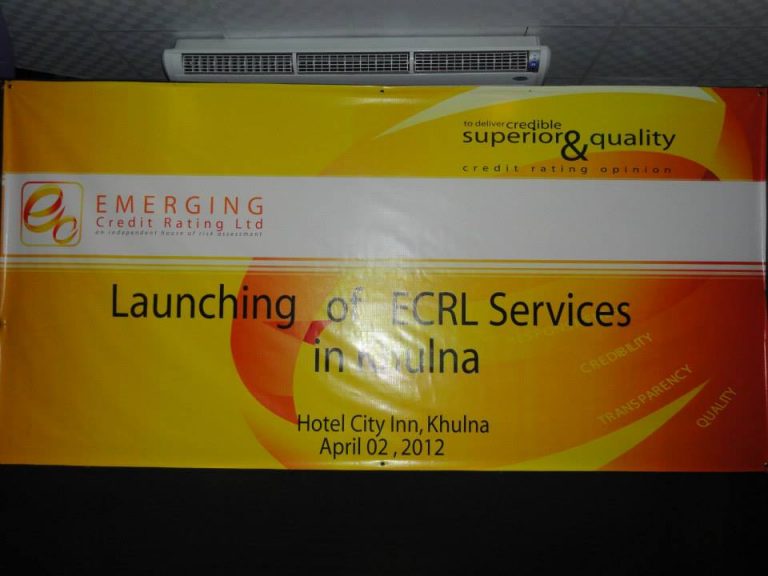 to deliver credible
superior & quality
credit rating opinion
EMERGING
Credit Rating Ltd
an independent house of risk assessment
Launching of ECRL Services
in Khulna
CREDIBILITY
TRANSPARENCY
QUALITY
Hotel City Inn, Khulna
April 02 , 2012